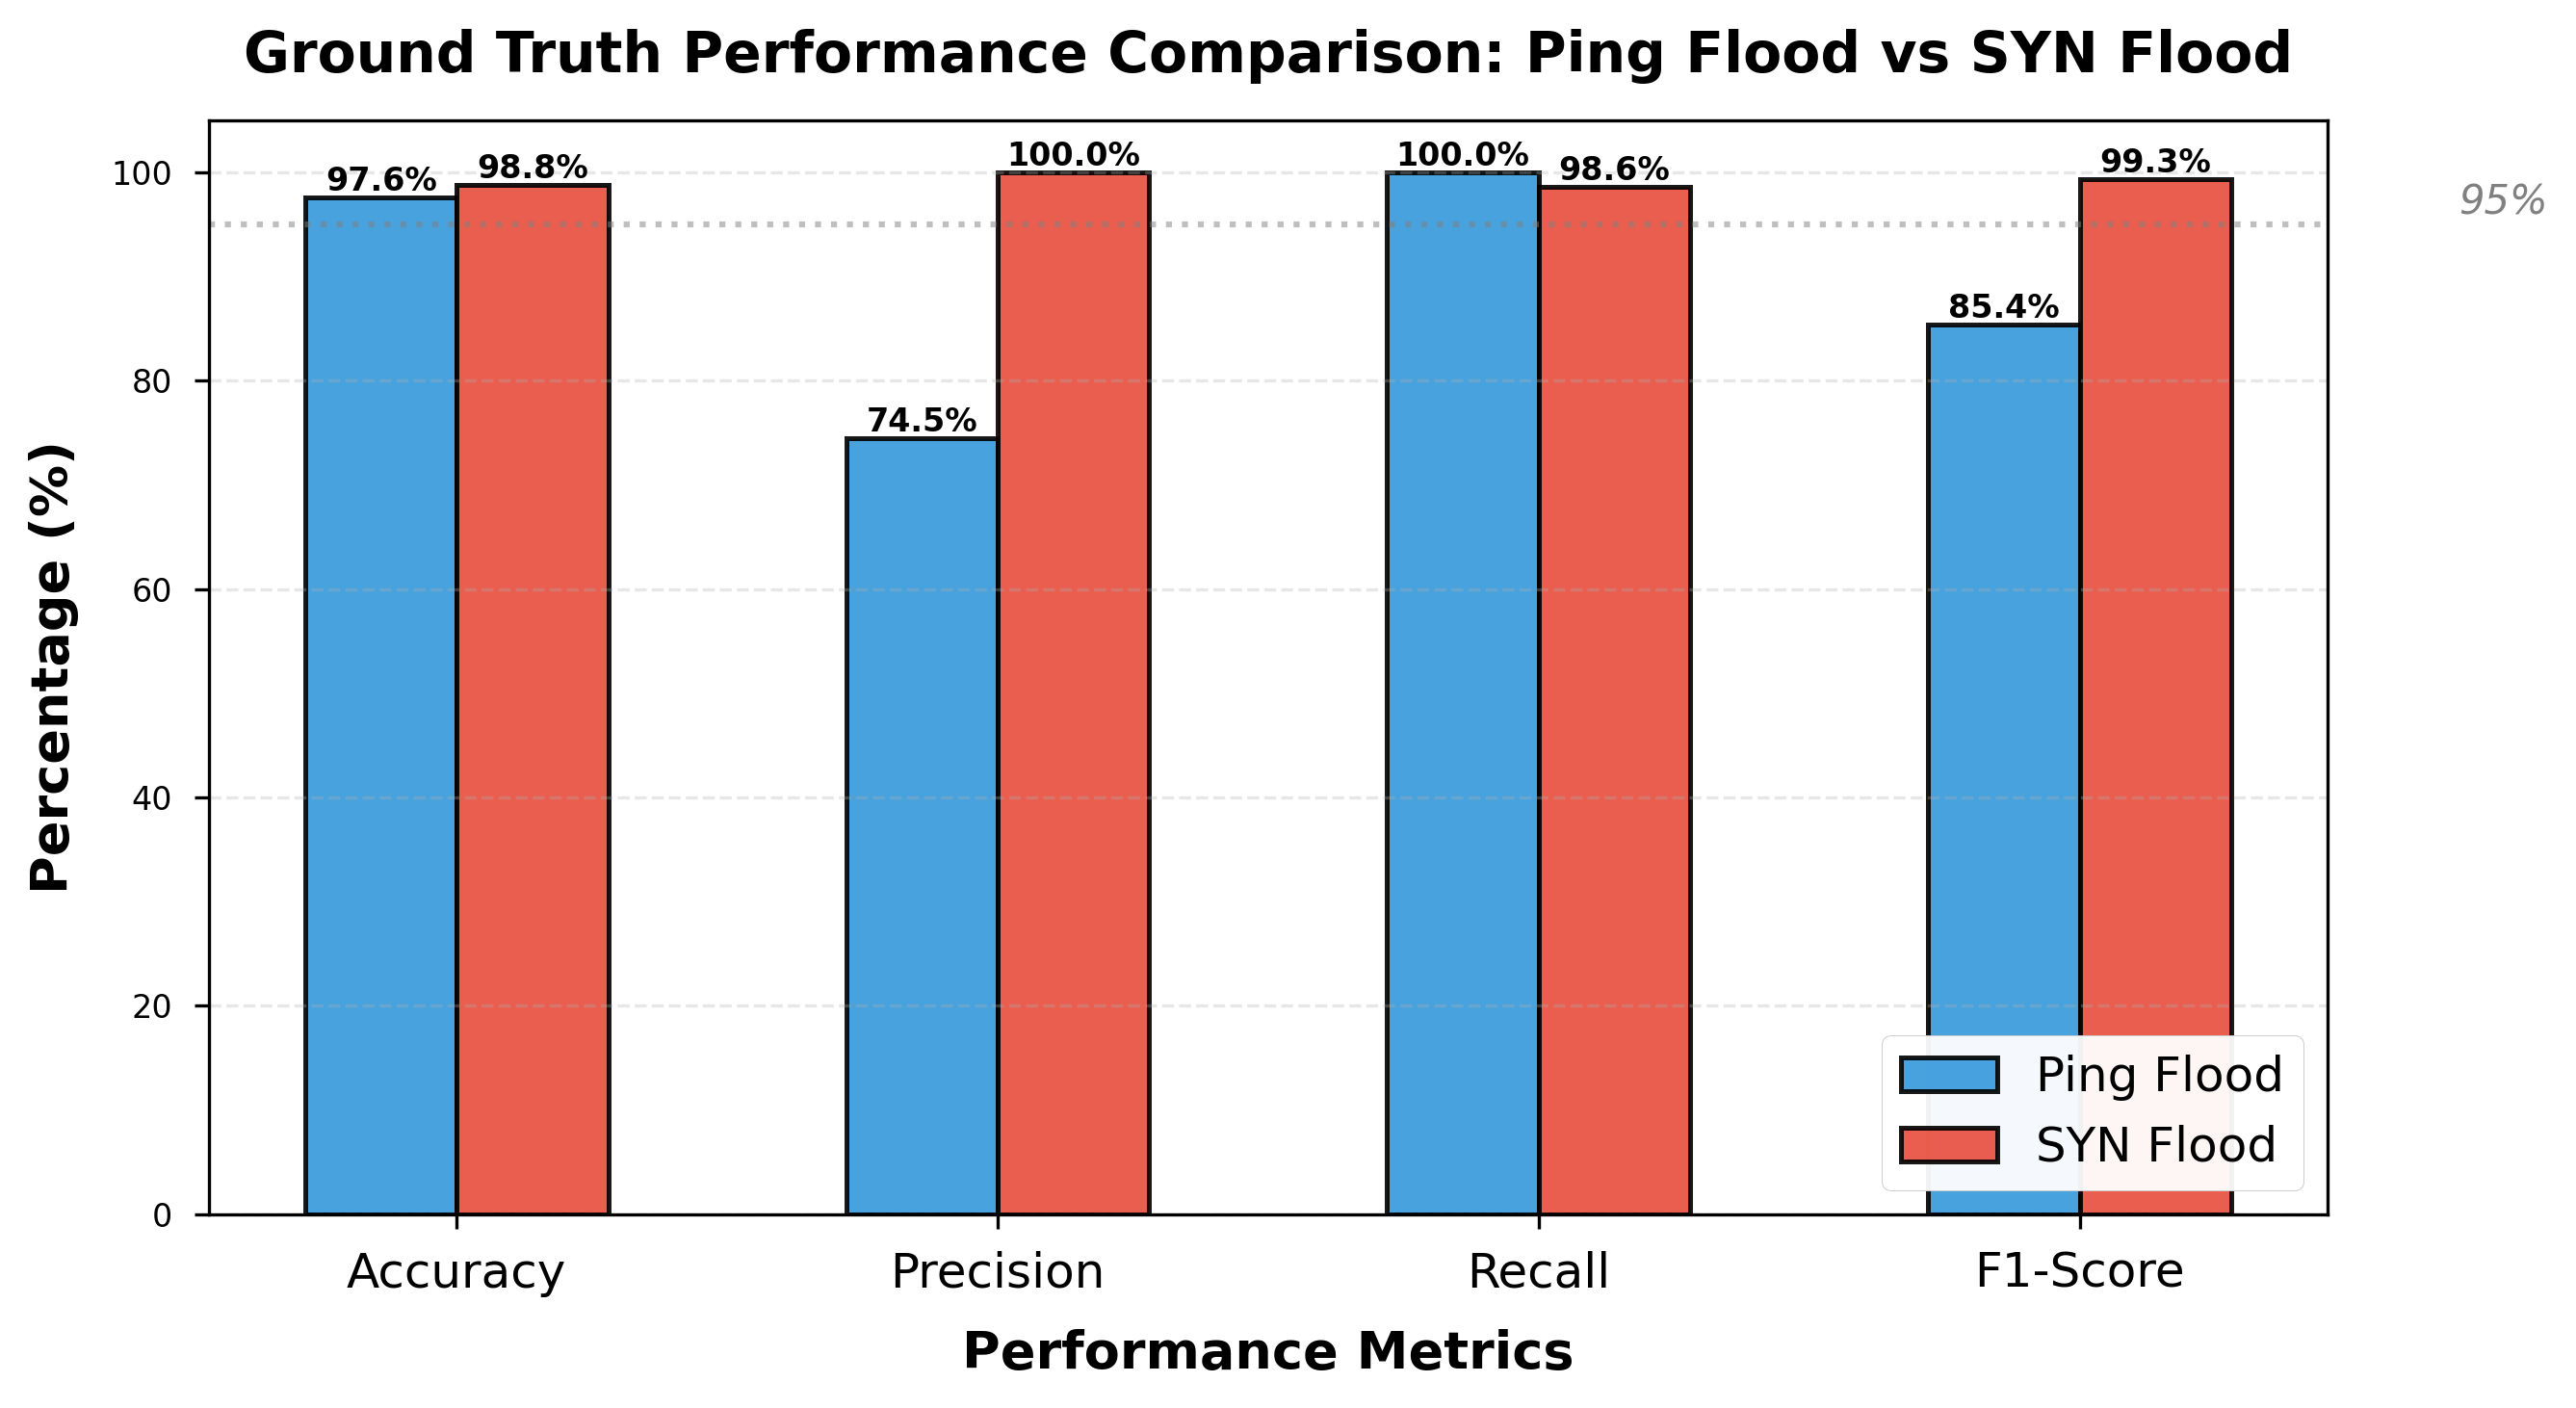 Ground Truth Performance Comparison: Ping Flood vs SYN Flood
Percentage (%)
100
80
60
40
20
0
97.6%
98.8%
74.5%
100.0%
100.0%
98.6%
85.4%
99.3%
95%
Ping Flood
SYN Flood
Accuracy
Precision
Recall
F1-Score
Performance Metrics